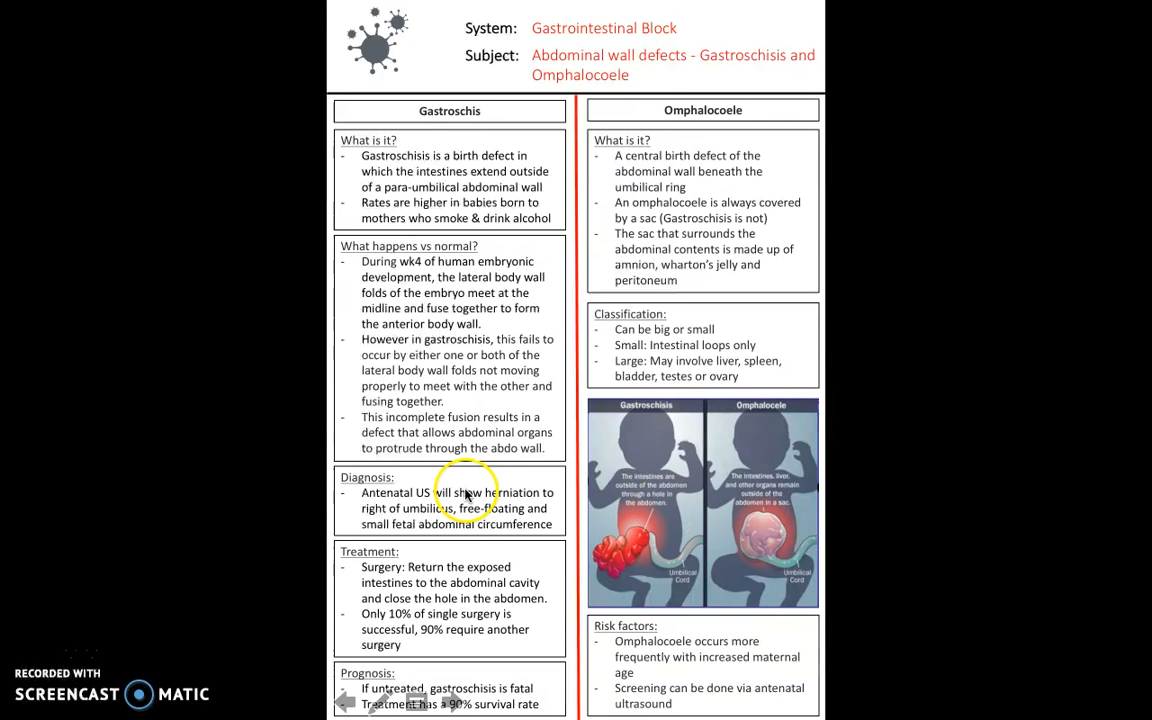 System: Gastrointestinal Block
Subject: Abdominal wall defects - Gastroschisis and
Omphalocoele
Gastroschis
What is it?
- Gastroschisis is a birth defect in
which the intestines extend outside
of a para-umbilical abdominal wall
- Rates are higher in babies born to
mothers who smoke & drink alcohol
What happens vs normal?
- During wk4 of human embryonic
development, the lateral body wall
folds of the embryo meet at the
midline and fuse together to form
the anterior body wall.
- However in gastroschisis, this fails to
occur by either one or both of the
lateral body wall folds not moving
properly to meet with the other and
fusing together.
- This incomplete fusion results in a
defect that allows abdominal organs
to protrude through the abdo wall.
Diagnosis:
- Antenatal US will show herniation to
right of umbilicus, free-floating and
small fetal abdominal circumference
Treatment:
- Surgery: Return the exposed
intestines to the abdominal cavity
and close the hole in the abdomen.
- Only 10% of single surgery is
successful, 90% require another
surgery
Prognosis:
- If untreated, gastroschisis is fatal
- Treatment has a 90% survival rate
Omphalocoele
What is it?
- A central birth defect of the
abdominal wall beneath the
umbilical ring
- An omphalocoele is always covered
by a sac (Gastroschisis is not)
- The sac that surrounds the
abdominal contents is made up of
amnion, wharton's jelly and
peritoneum
Classification:
- Can be big or small
- Small: Intestinal loops only
- Large: May involve liver, spleen,
bladder, testes or ovary
Gastroschisis
The intestines are
outside of the abdomen
through a hole in
the abdomen.
Umbilical
Cord
Omphalocele
The intestines, liver,
and other organs remain
outside of the
abdomen in a sac.
Umbilical
Cord
Risk factors:
- Omphalocoele occurs more
frequently with increased maternal
age
- Screening can be done via antenatal
ultrasound
RECORDED WITH
SCREENCAST MATIC